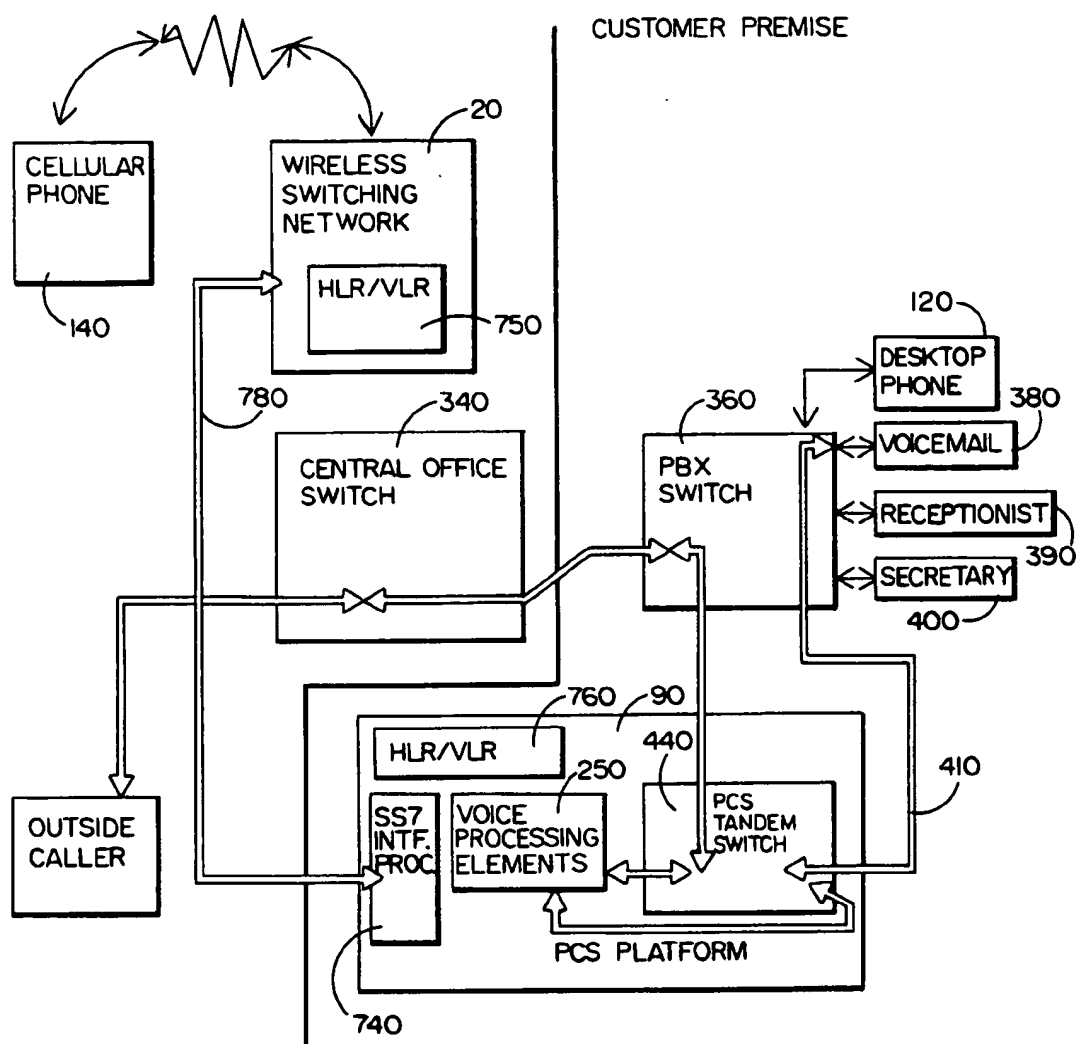 CUSTOMER PREMISE
20
CELLULAR
PHONE
140
WIRELESS
SWITCHING
NETWORK
HLR/VLR
750
780
340
CENTRAL OFFICE
SWITCH
360
PBX
SWITCH
120
DESKTOP
PHONE
380
VOICEMAIL
RECEPTIONIST
390
SECRETARY
400
410
OUTSIDE
CALLER
760
90
HLR/VLR
250
440
SS7
INTF.
PROC.
VOICE
PROCESSING
ELEMENTS
PCS
TANDEM
SWITCH
PCS PLATFORM
740